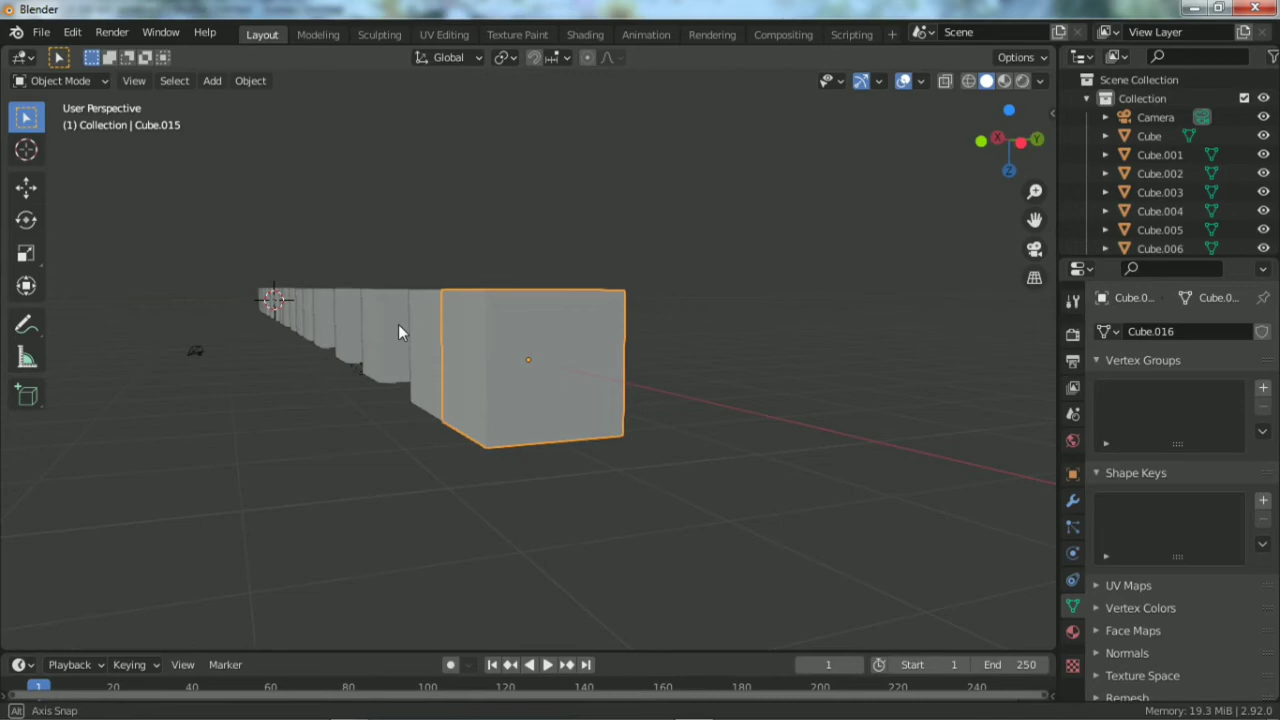 Blender
File Edit Render Window Help Layout Modeling Sculpting UV Editing Texture Paint Shading Animation Rendering Compositing Scripting + Scene View Layer
Global Options
Object Mode View Select Add Object
Scene Collection
Collection
Camera
Cube
Cube.001
Cube.002
Cube.003
Cube.004
Cube.005
Cube.006
User Perspective
(1) Collection | Cube.015
X Y
Z
Cube.0... Cube.0...
Cube.016
Vertex Groups
Shape Keys
UV Maps
Vertex Colors
Face Maps
Normals
Texture Space
Remesh
Playback Keying View Marker 1 Start 1 End 250
1 20 40 60 80 100 120 140 160 180 200 220 240
Alt Axis Snap Memory: 19.3 MiB | 2.92.0